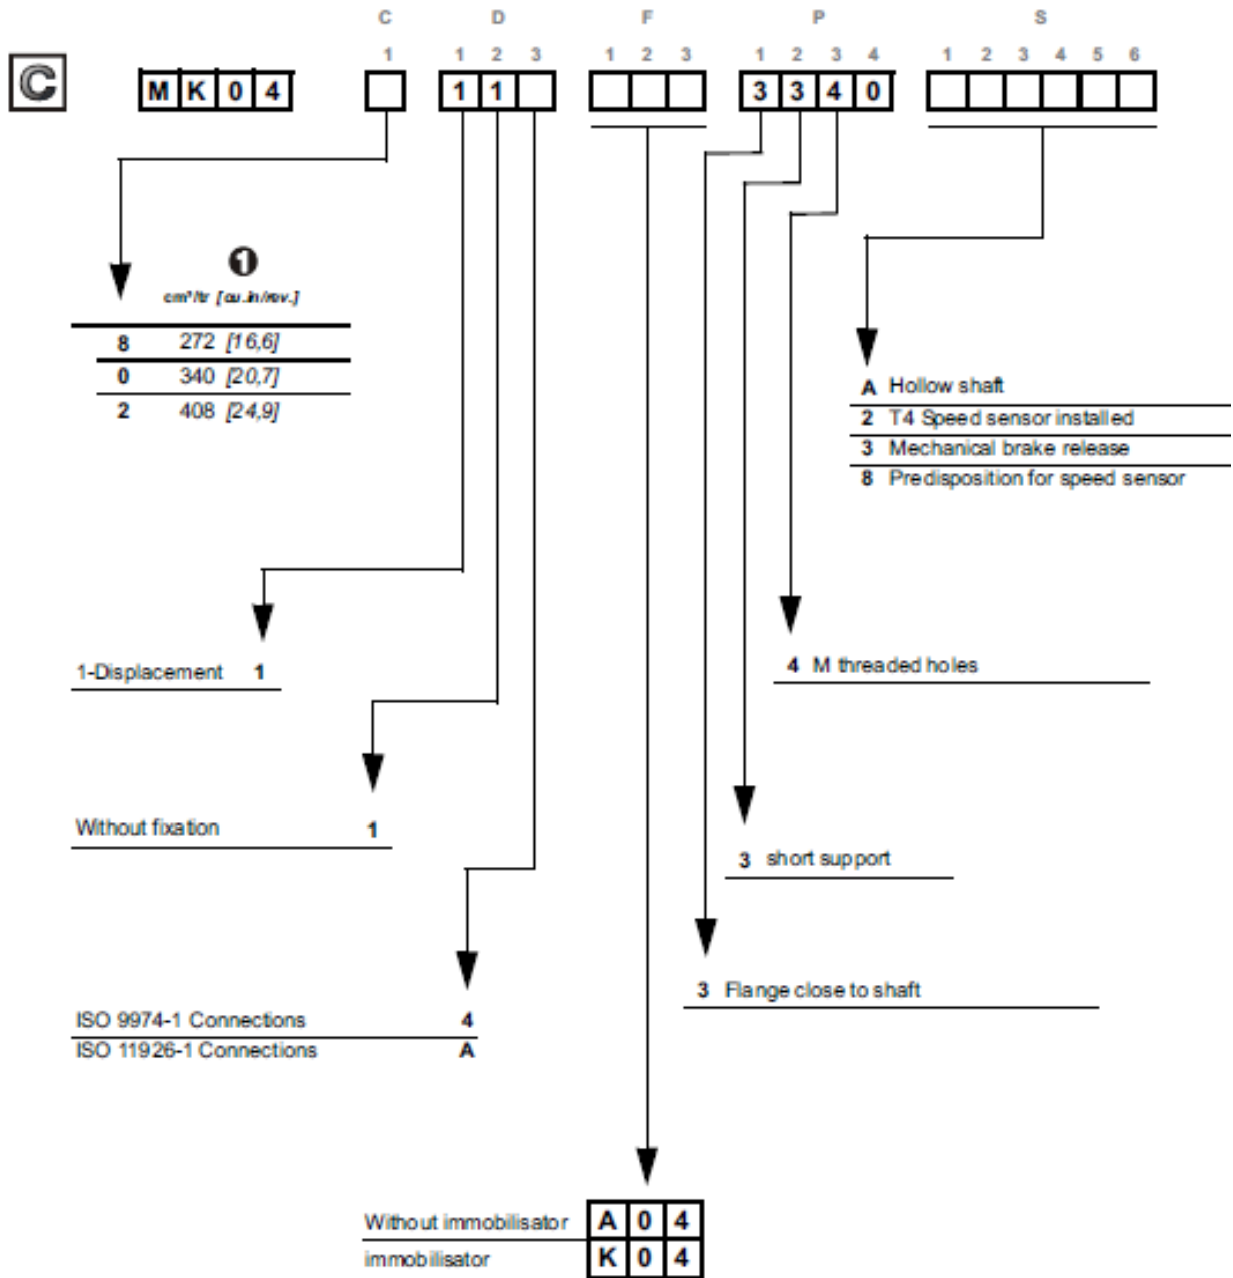 C D F P S
1 1 2 3 1 2 3 1 2 3 4 1 2 3 4 5 6
C M K 0 4 1 1 3 3 4 0
1
cm³/tr [cu.in/rev.]
8 272 [16,6]
0 340 [20,7]
2 408 [24,9]
A Hollow shaft
2 T4 Speed sensor installed
3 Mechanical brake release
8 Predisposition for speed sensor
1-Displacement 1
4 M threaded holes
Without fixation 1
3 short support
3 Flange close to shaft
ISO 9974-1 Connections 4
ISO 11926-1 Connections A
Without immobilisator A 0 4
immobilisator K 0 4